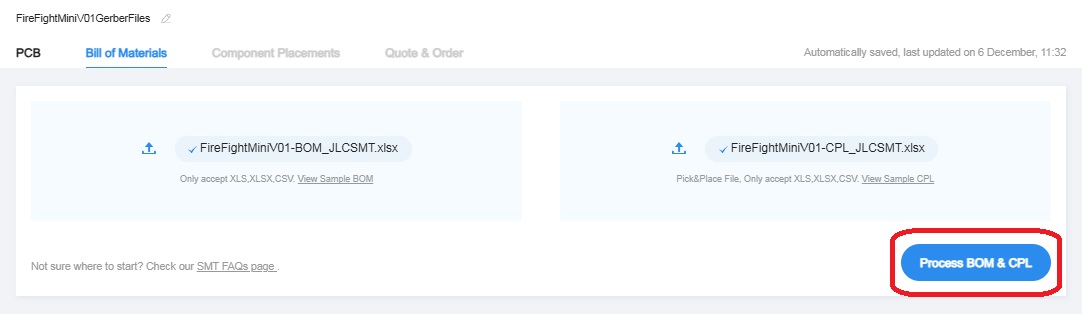 FireFightMiniV01GerberFiles
PCB Bill of Materials Component Placements Quote & Order Automatically saved, last updated on 6 December, 11:32
FireFightMiniV01-BOM_JLCSMT.xlsx
Only accept XLS,XLSX,CSV. View Sample BOM
FireFightMiniV01-CPL_JLCSMT.xlsx
Pick&Place File, Only accept XLS,XLSX,CSV. View Sample CPL
Not sure where to start? Check our SMT FAQs page .
Process BOM & CPL